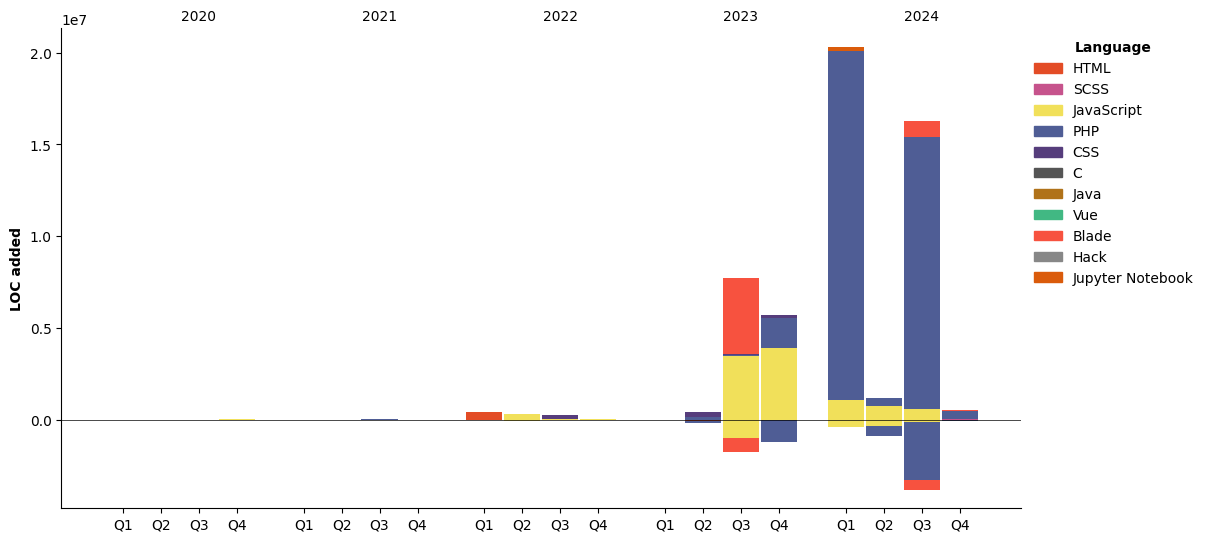 2020 2021 2022 2023 2024
1e7
2.0
1.5
1.0
0.5
0.0
LOC added
Q1 Q2 Q3 Q4 Q1 Q2 Q3 Q4 Q1 Q2 Q3 Q4 Q1 Q2 Q3 Q4 Q1 Q2 Q3 Q4
Language
HTML
SCSS
JavaScript
PHP
CSS
C
Java
Vue
Blade
Hack
Jupyter Notebook